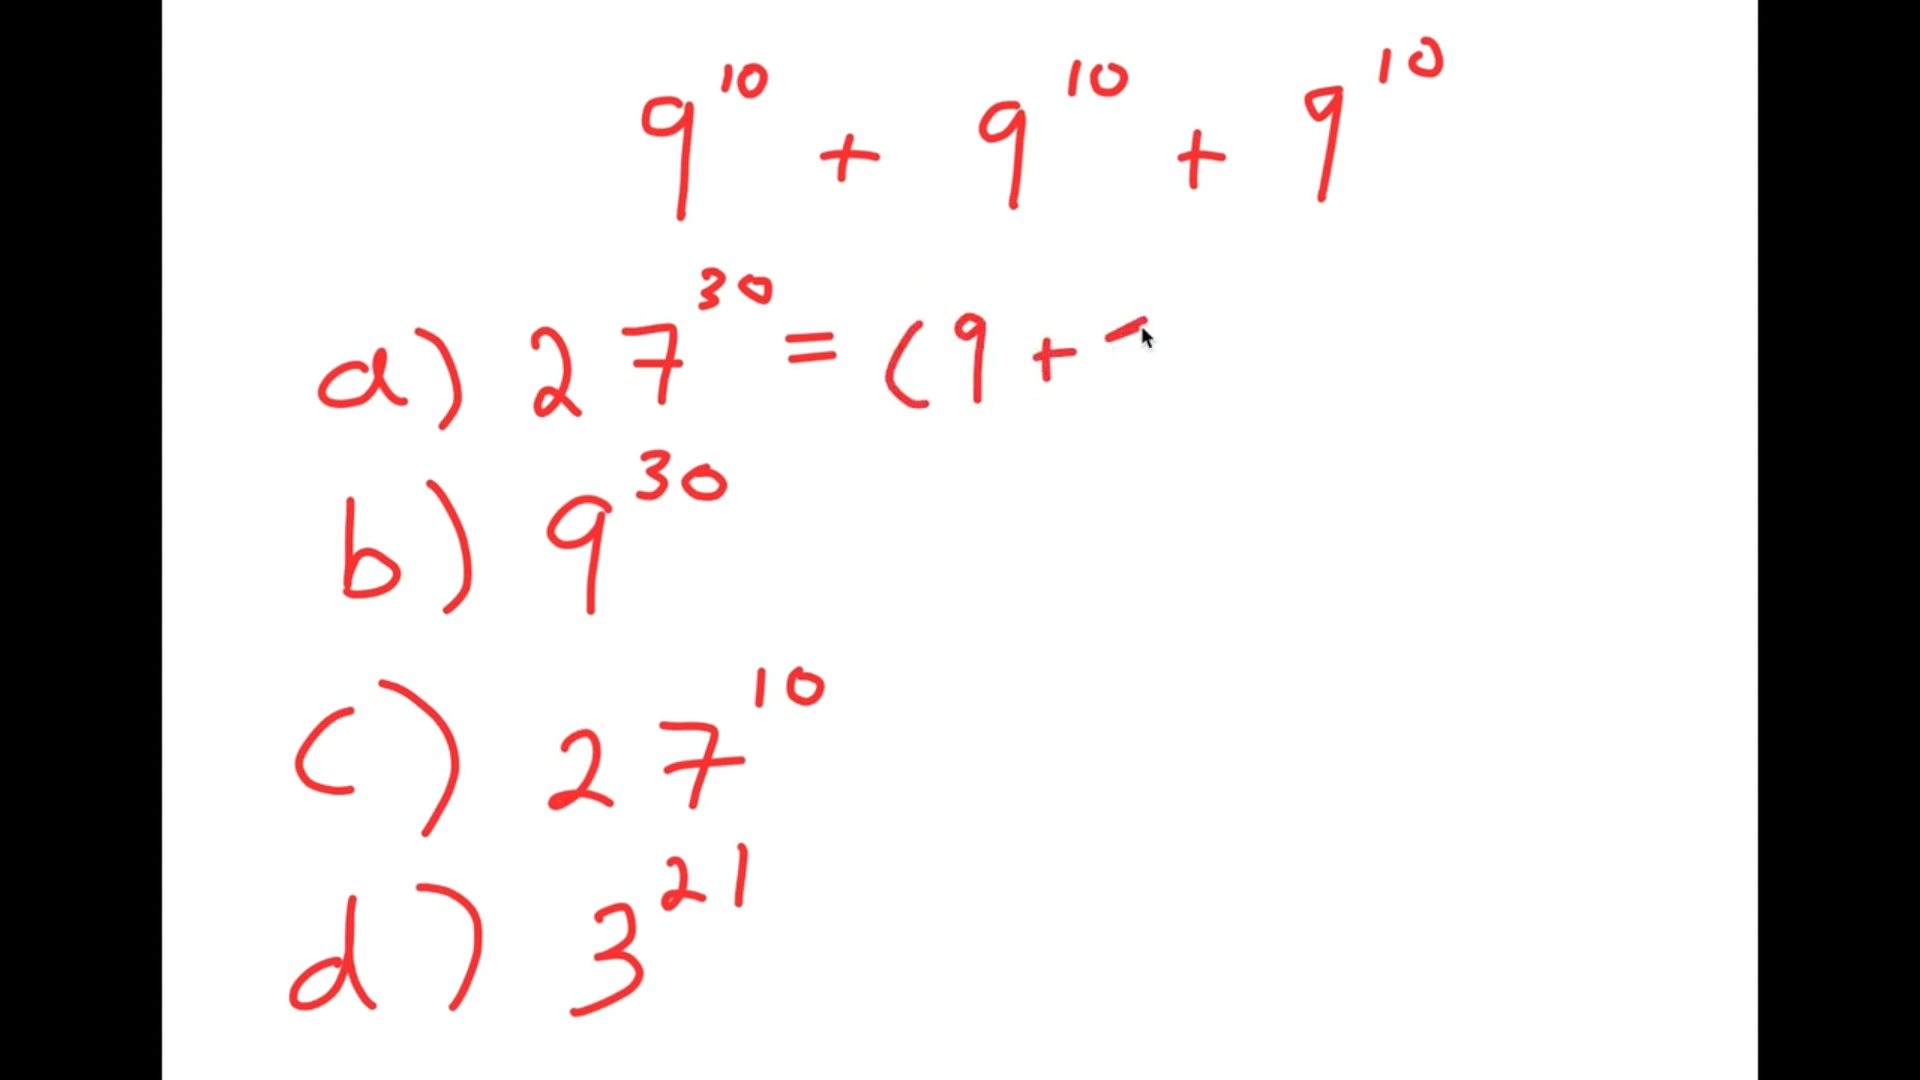 9^10 + 9^10 + 9^10
a) 27^30 = (9 +
b) 9^30
c) 27^10
d) 3^21